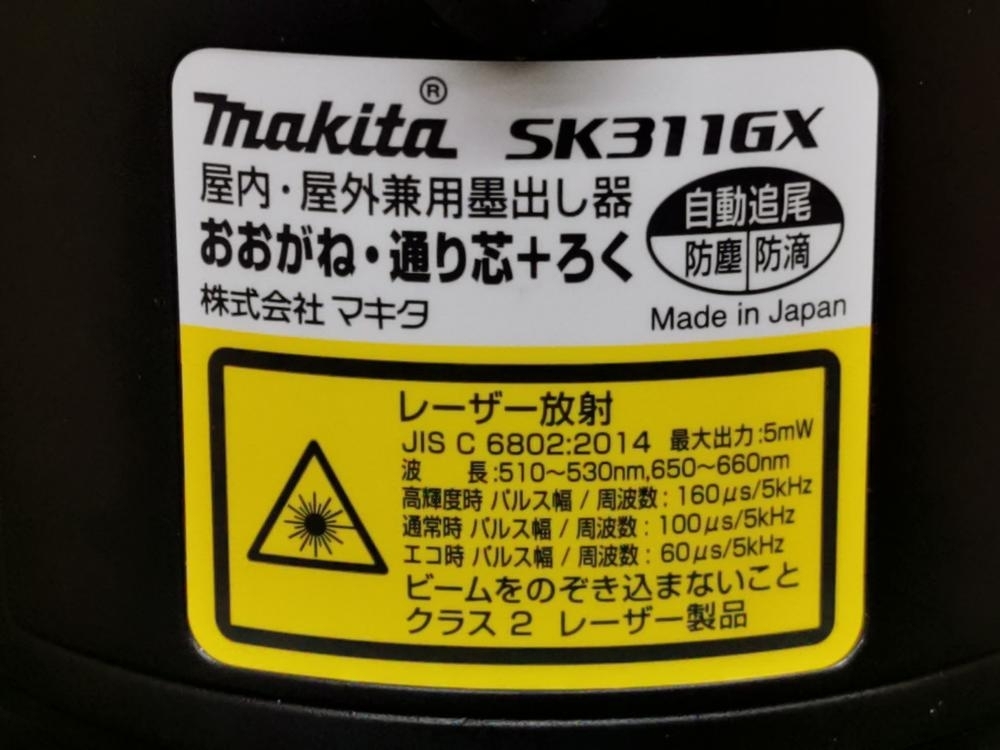 makita® SK311GX
屋内・屋外兼用墨出し器
おおがね・通り芯+ろく
自動追尾
防塵 防滴
株式会社 マキタ
Made in Japan
レーザー放射
JIS C 6802:2014 最大出力:5mW
波 長:510～530nm,650～660nm
高輝度時 パルス幅 / 周波数 : 160μs/5kHz
通常時 パルス幅 / 周波数 : 100μs/5kHz
エコ時 パルス幅 / 周波数 : 60μs/5kHz
ビームをのぞき込まないこと
クラス 2 レーザー製品